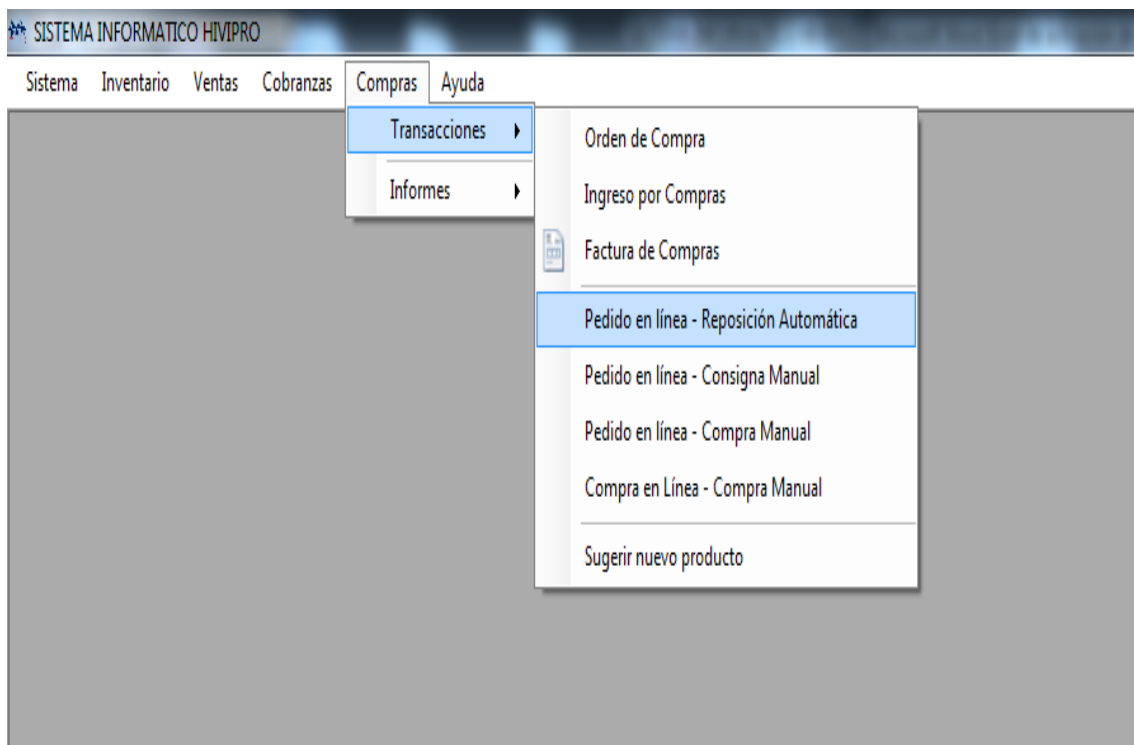 SISTEMA INFORMATICO HIVIPRO
Sistema Inventario Ventas Cobranzas Compras Ayuda
Transacciones
Informes
Orden de Compra
Ingreso por Compras
Factura de Compras
Pedido en línea - Reposición Automática
Pedido en línea - Consigna Manual
Pedido en línea - Compra Manual
Compra en Línea - Compra Manual
Sugerir nuevo producto